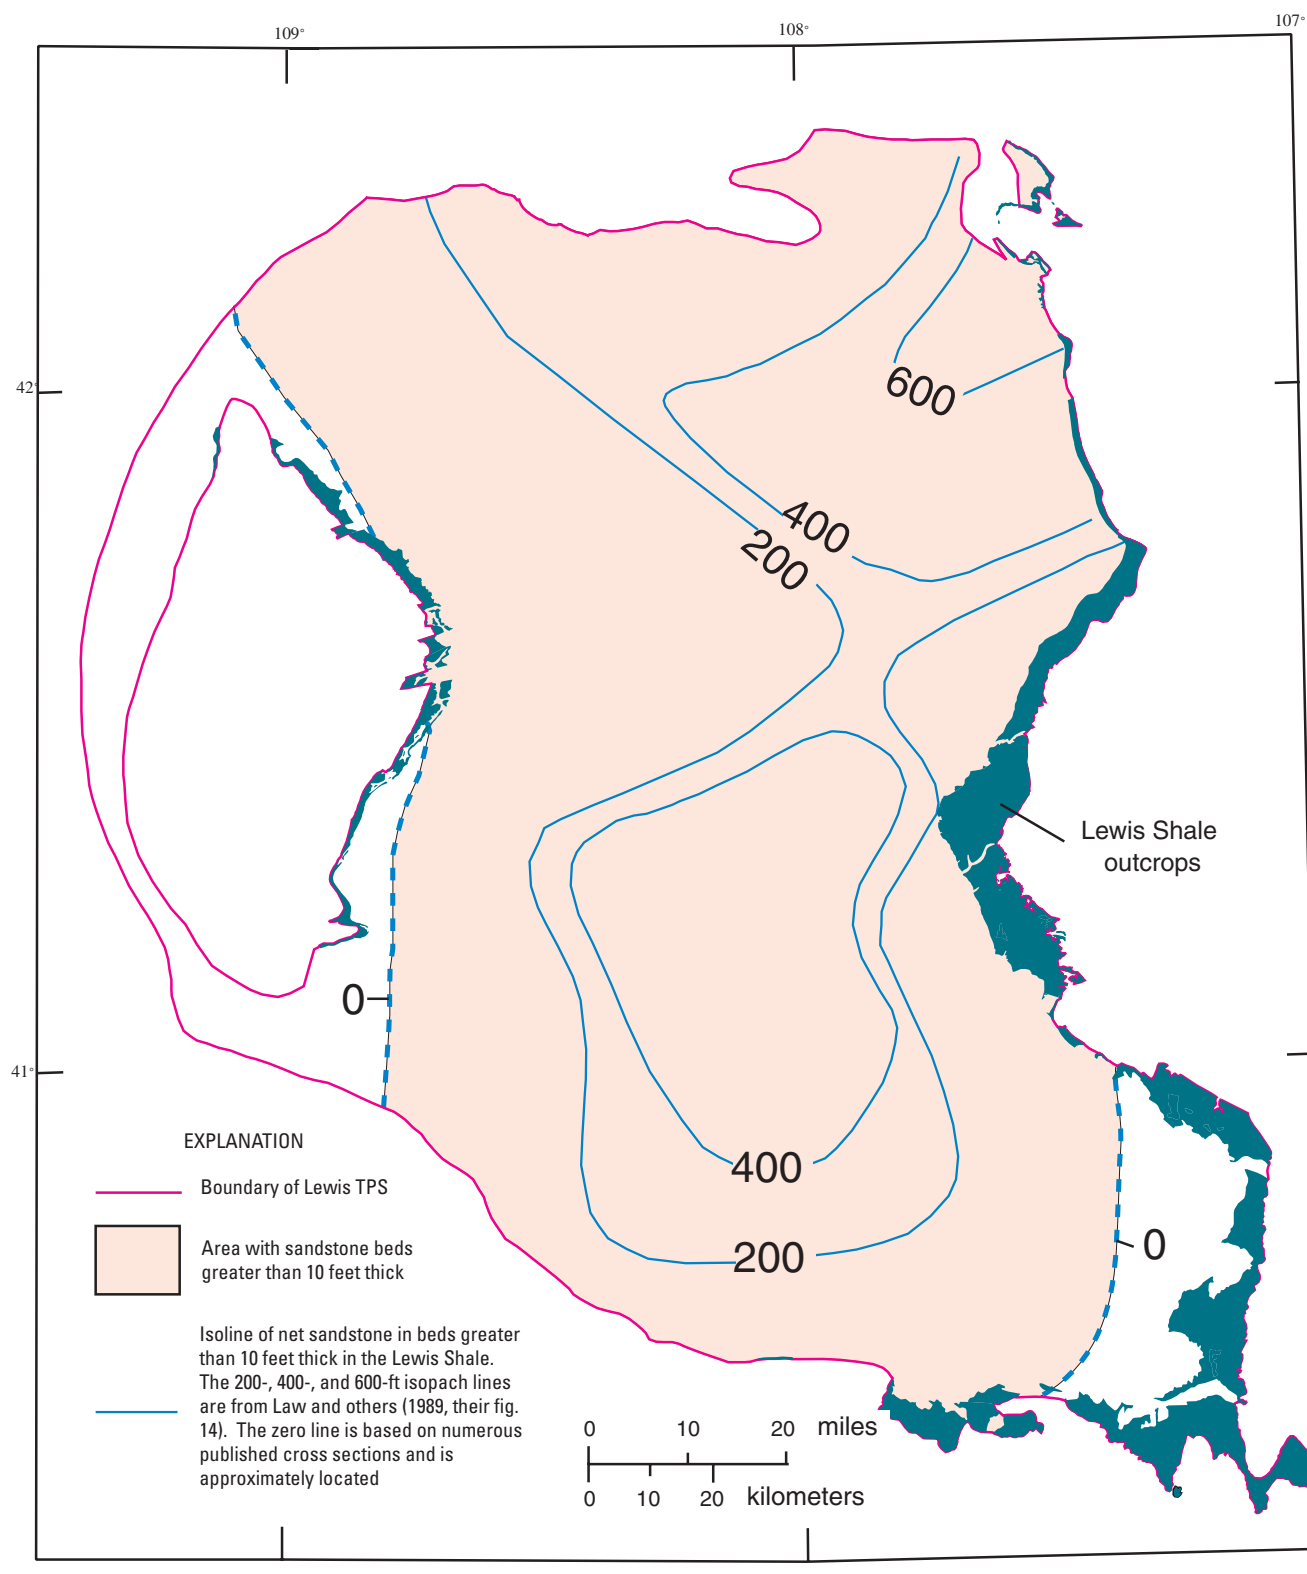 109°
108°
107°
42°
600
400
200
Lewis Shale
outcrops
0
41°
EXPLANATION
Boundary of Lewis TPS
Area with sandstone beds
greater than 10 feet thick
Isoline of net sandstone in beds greater
than 10 feet thick in the Lewis Shale.
The 200-, 400-, and 600-ft isopach lines
are from Law and others (1989, their fig.
14).  The zero line is based on numerous
published cross sections and is
approximately located
400
200
0
0 10 20 miles
0 10 20 kilometers